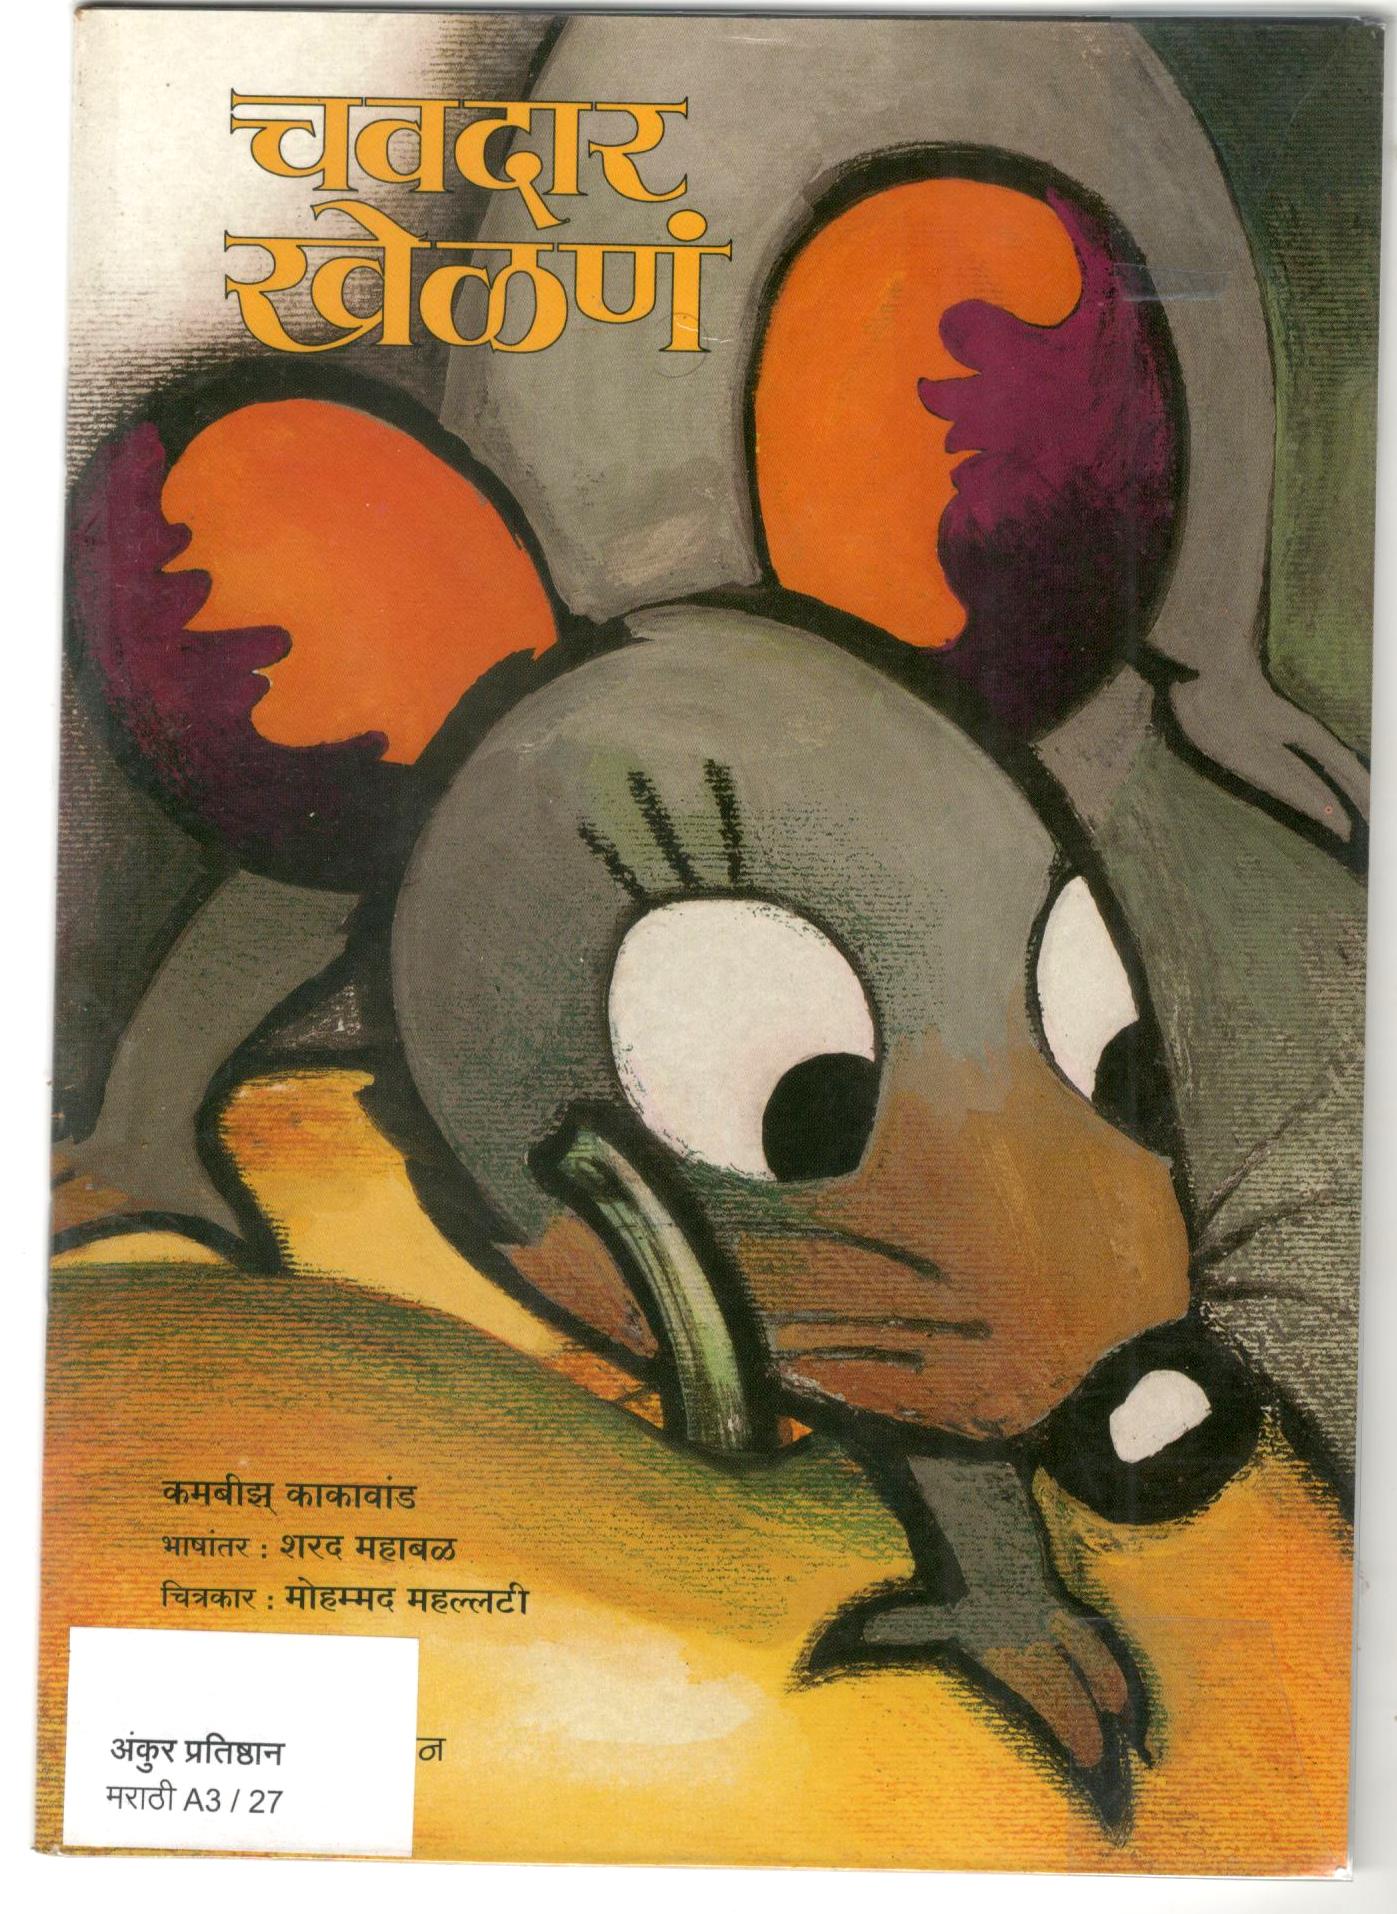 चवदार
खेळणं
कमबीझ् काकावांड
भाषांतर : शरद महाबळ
चित्रकार : मोहम्मद महल्लटी
न
अंकुर प्रतिष्ठान
मराठी A3 / 27